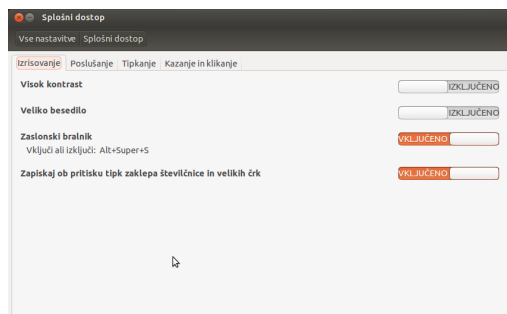 Splošni dostop
Vse nastavitve Splošni dostop
Izrisovanje Poslušanje Tipkanje Kazanje in klikanje
Visok kontrast IZKLJUČENO
Veliko besedilo IZKLJUČENO
Zaslonski bralnik VKLJUČENO
Vključi ali izključi: Alt+Super+S
Zapiskaj ob pritisku tipk zaklepa številčnice in velikih črk VKLJUČENO